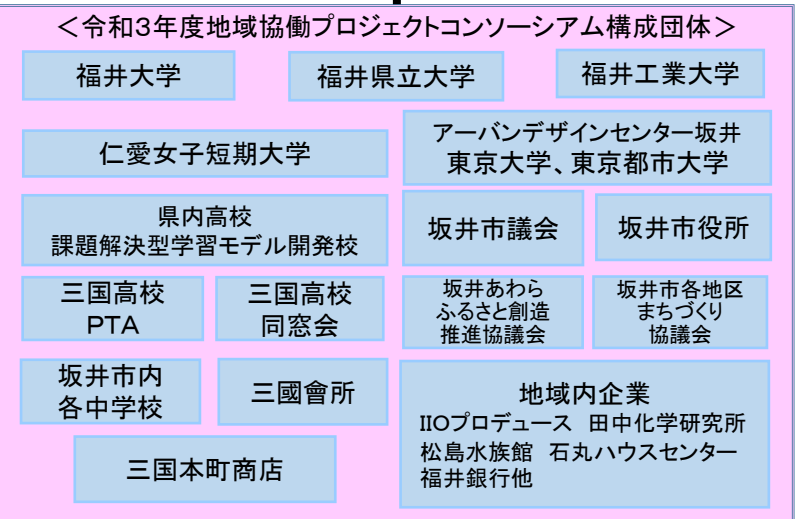 ＜令和３年度地域協働プロジェクトコンソーシアム構成団体＞
福井大学
福井県立大学
福井工業大学
仁愛女子短期大学
アーバンデザインセンター坂井
東京大学、東京都市大学
県内高校
課題解決型学習モデル開発校
坂井市議会
坂井市役所
三国高校
PTA
三国高校
同窓会
坂井あわら
ふるさと創造
推進協議会
坂井市各地区
まちづくり
協議会
坂井市内
各中学校
三國會所
地域内企業
IIOプロデュース　田中化学研究所
松島水族館　石丸ハウスセンター
福井銀行他
三国本町商店